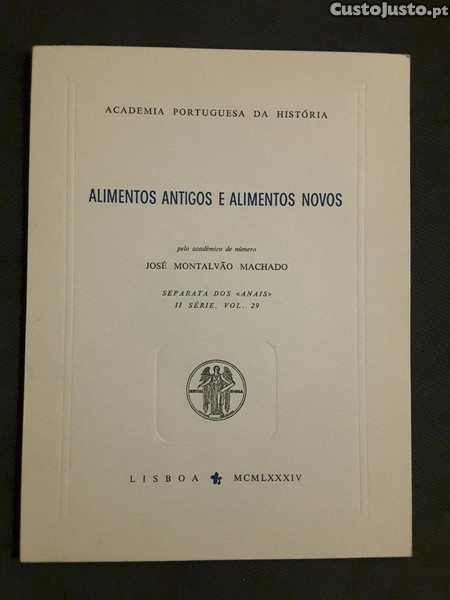 CustoJusto.pt
ACADEMIA PORTUGUESA DA HISTÓRIA
ALIMENTOS ANTIGOS E ALIMENTOS NOVOS
pelo académico de número
JOSÉ MONTALVÃO MACHADO
SEPARATA DOS «ANAIS»
II SÉRIE, VOL. 29
LISBOA MCMLXXXIV